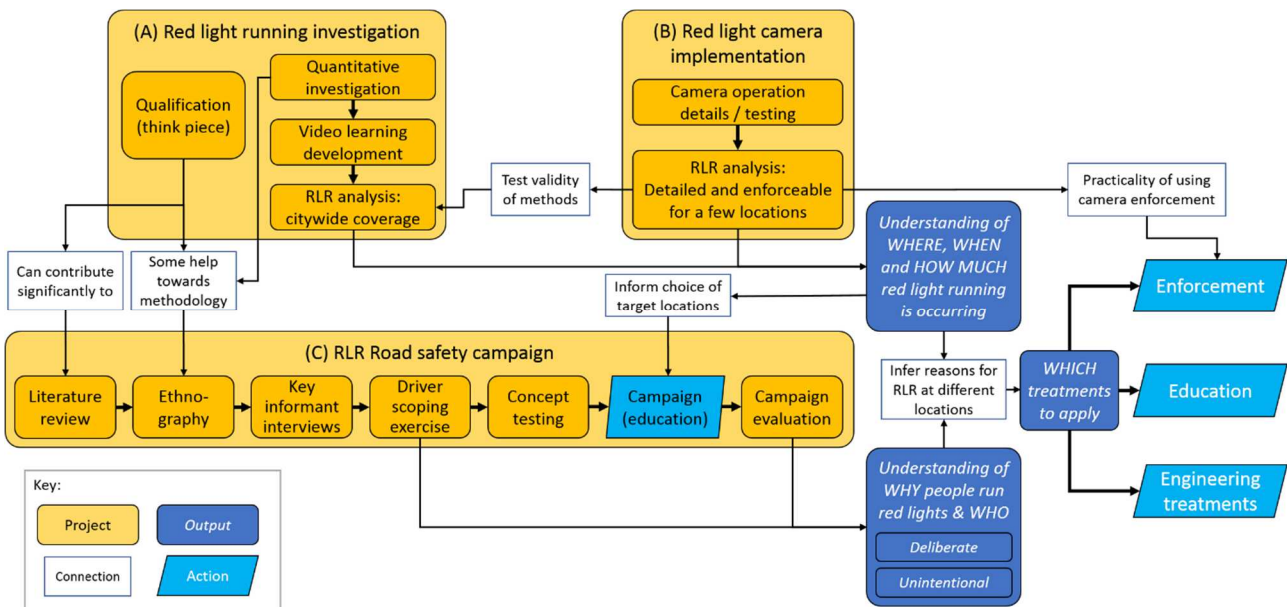 (A) Red light running investigation
Qualification
(think piece)
Quantitative
investigation
Video learning
development
RLR analysis:
citywide coverage
(B) Red light camera
implementation
Camera operation
details / testing
RLR analysis:
Detailed and enforceable
for a few locations
Test validity
of methods
Practicality of using
camera enforcement
Can contribute
significantly to
Some help
towards
methodology
Inform choice of
target locations
Understanding of
WHERE, WHEN
and HOW MUCH
red light running
is occurring
Enforcement
(C) RLR Road safety campaign
Literature
review
Ethno-
graphy
Key
informant
interviews
Driver
scoping
exercise
Concept
testing
Campaign
(education)
Campaign
evaluation
Infer reasons for
RLR at different
locations
WHICH
treatments
to apply
Education
Understanding of
WHY people run
red lights & WHO
Deliberate
Unintentional
Engineering
treatments
Key:
Project
Output
Connection
Action